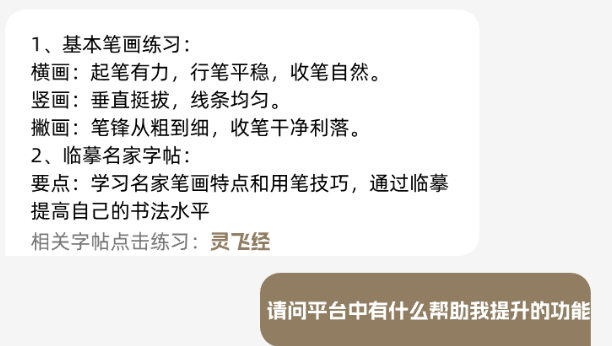 1、基本笔画练习：
横画：起笔有力，行笔平稳，收笔自然。
竖画：垂直挺拔，线条均匀。
撇画：笔锋从粗到细，收笔干净利落。
2、临摹名家字帖：
要点：学习名家笔画特点和用笔技巧，通过临摹
提高自己的书法水平
相关字帖点击练习：灵飞经
请问平台中有什么帮助我提升的功能